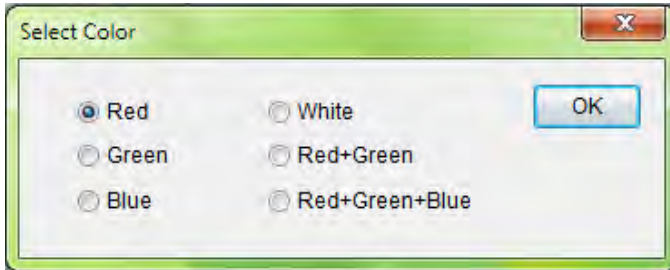 Select Color
Red
White
OK
Green
Red+Green
Blue
Red+Green+Blue